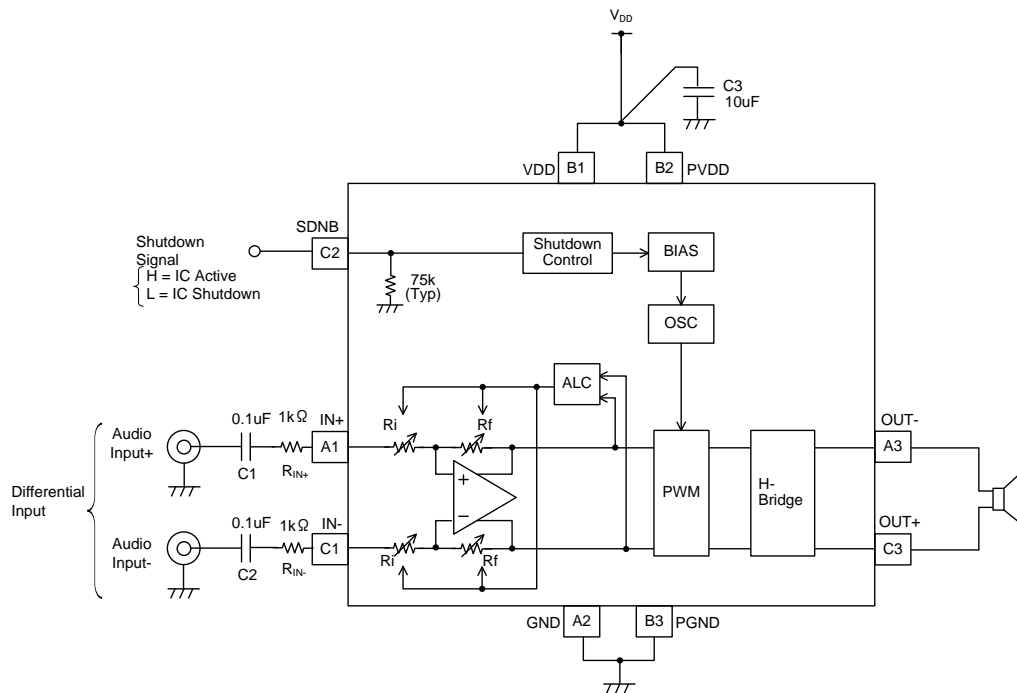 VDD
C3
10uF
VDD
B1
B2
PVDD
SDNB
Shutdown
Signal
H = IC Active
L = IC Shutdown
C2
75k
(Typ)
Shutdown
Control
BIAS
OSC
ALC
Differential
Input
Audio
Input+
0.1uF
C1
1kΩ
RIN+
IN+
A1
Ri
Rf
+
−
PWM
H-
Bridge
OUT-
A3
OUT+
C3
Audio
Input-
0.1uF
C2
1kΩ
RIN-
IN-
C1
Ri
Rf
GND
A2
B3
PGND